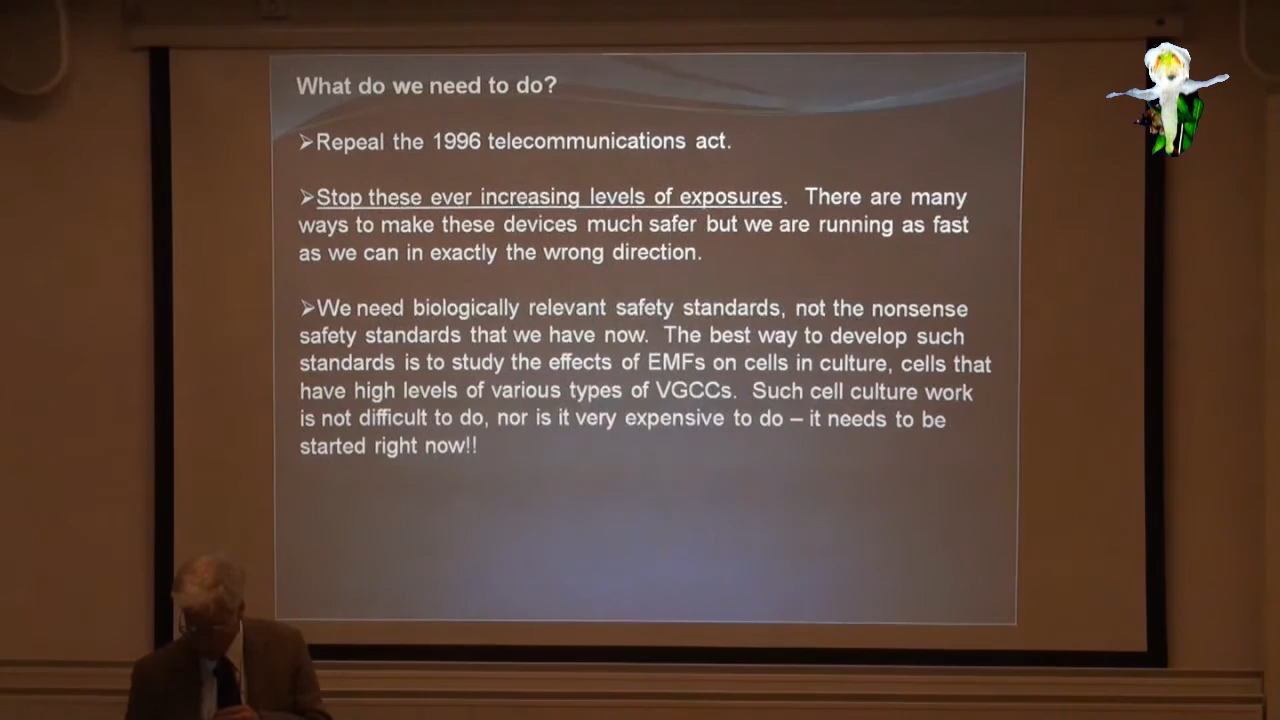 What do we need to do?
➢Repeal the 1996 telecommunications act.
➢Stop these ever increasing levels of exposures. There are many
ways to make these devices much safer but we are running as fast
as we can in exactly the wrong direction.
➢We need biologically relevant safety standards, not the nonsense
safety standards that we have now. The best way to develop such
standards is to study the effects of EMFs on cells in culture, cells that
have high levels of various types of VGCCs. Such cell culture work
is not difficult to do, nor is it very expensive to do – it needs to be
started right now!!